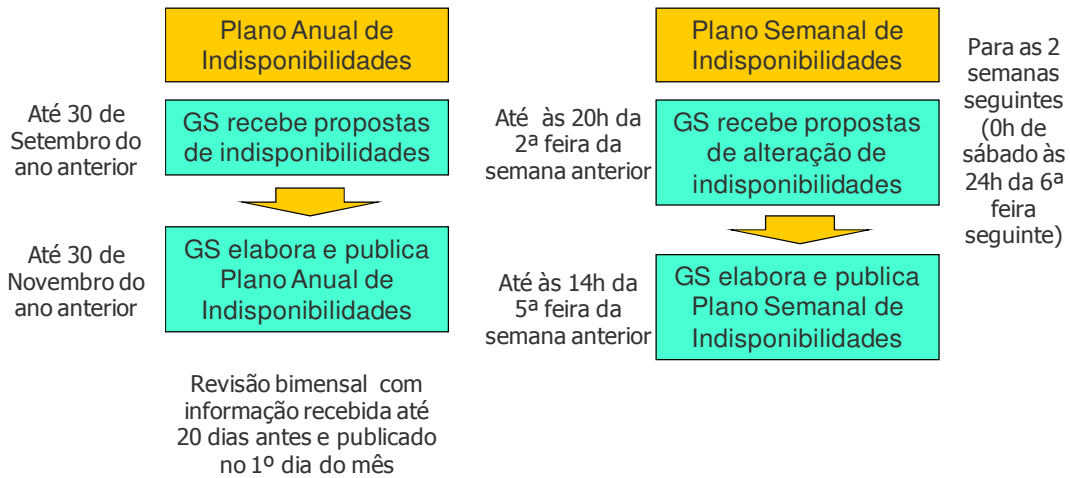 Plano Anual de
Indisponibilidades
Até 30 de
Setembro do
ano anterior
GS recebe propostas
de indisponibilidades
Até 30 de
Novembro do
ano anterior
GS elabora e publica
Plano Anual de
Indisponibilidades
Revisão bimensal com
informação recebida até
20 dias antes e publicado
no 1º dia do mês
Plano Semanal de
Indisponibilidades
Até às 20h da
2ª feira da
semana anterior
GS recebe propostas
de alteração de
indisponibilidades
Até às 14h da
5ª feira da
semana anterior
GS elabora e publica
Plano Semanal de
Indisponibilidades
Para as 2
semanas
seguintes
(0h de
sábado às
24h da 6ª
feira
seguinte)